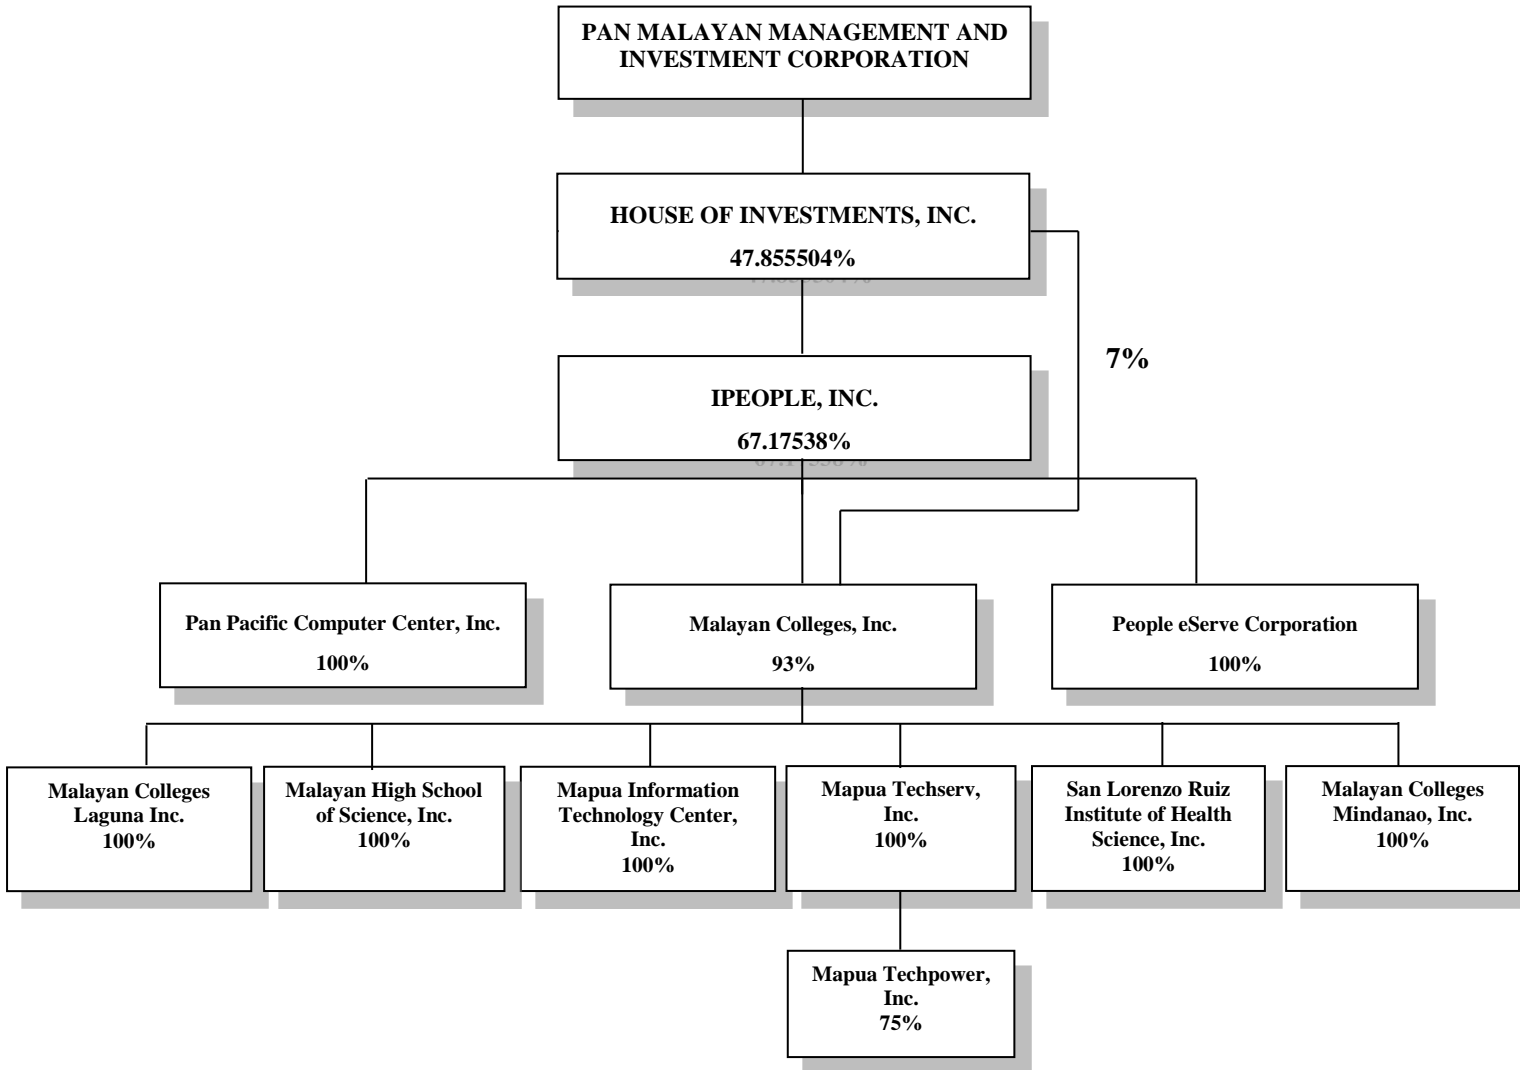 PAN MALAYAN MANAGEMENT AND
INVESTMENT CORPORATION
HOUSE OF INVESTMENTS, INC.
47.855504%
7%
IPEOPLE, INC.
67.17538%
Pan Pacific Computer Center, Inc.
100%
Malayan Colleges, Inc.
93%
People eServe Corporation
100%
Malayan Colleges
Laguna Inc.
100%
Malayan High School
of Science, Inc.
100%
Mapua Information
Technology Center,
Inc.
100%
Mapua Techserv,
Inc.
100%
San Lorenzo Ruiz
Institute of Health
Science, Inc.
100%
Malayan Colleges
Mindanao, Inc.
100%
Mapua Techpower,
Inc.
75%